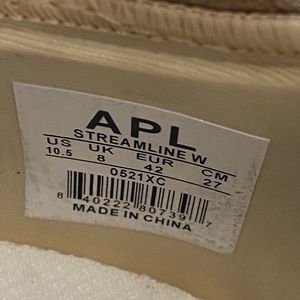 APL
STREAMLINE W
US UK EUR CM
10.5 8 42 27
0521XC
8 40222 80739 7
MADE IN CHINA